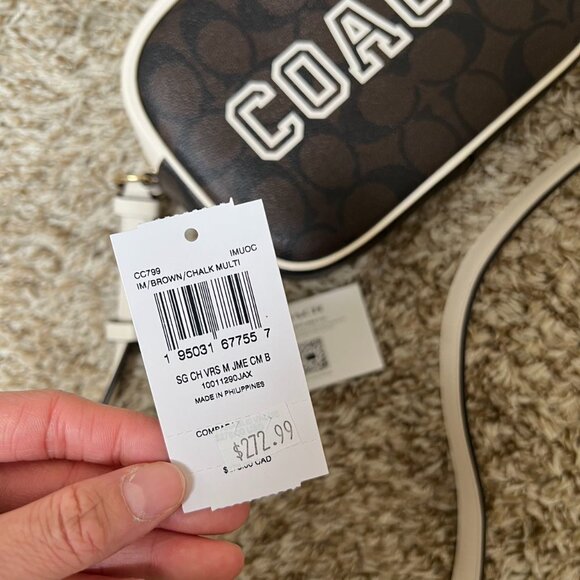 COAC
CC799 IMUOC
IM/BROWN/CHALK MULTI
1 95031 67755 7
SG CH VRS M JME CM B
10011290JAX
MADE IN PHILIPPINES
$272.99
CAD